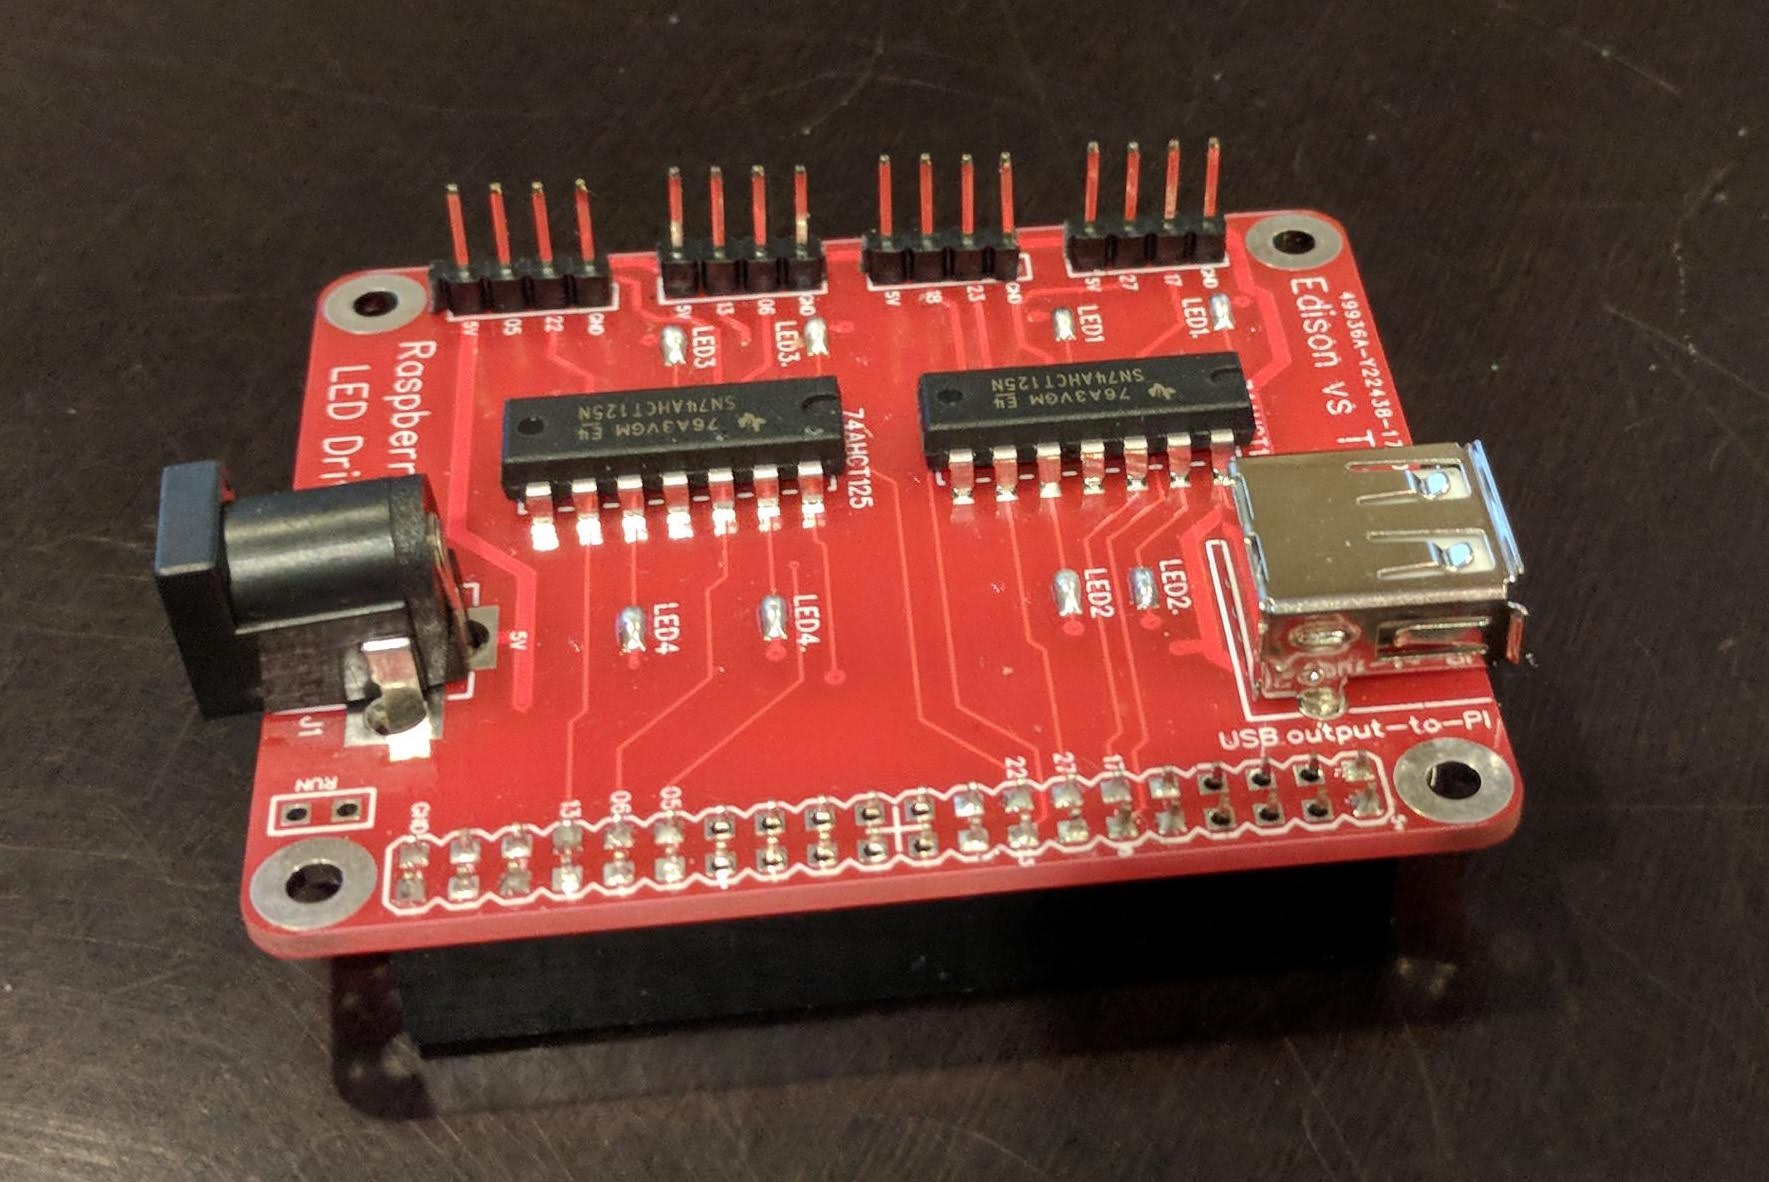 5V 05 22 GND
5V 13 06 GND
5V 18 23 GND
5V 27 17 GND
LED3
LED3.
LED1
LED1.
Edison vs T
49936A-Y22438-17
Raspberr
LED Dri
76A3VGM E4
SN74AHCT125N
74AHCT125
76A3VGM E4
SN74AHCT125N
LED4
LED4.
LED2
LED2.
5V
J1
USB output-to-PI
RUN
GND 13 06 05 22 27 17